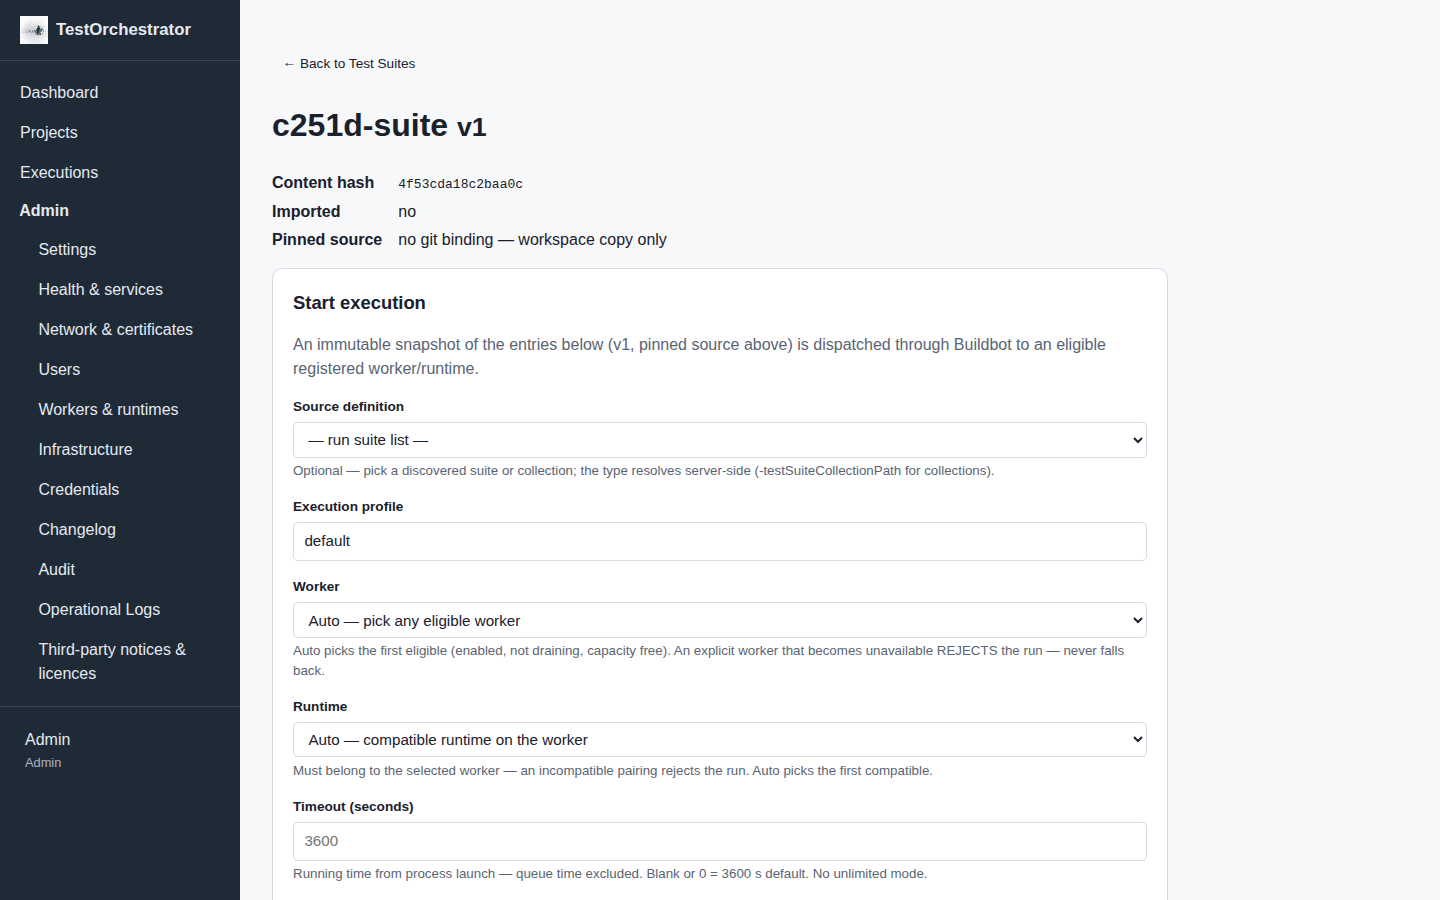 TestOrchestrator
Dashboard
Projects
Executions
Admin
Settings
Health & services
Network & certificates
Users
Workers & runtimes
Infrastructure
Credentials
Changelog
Audit
Operational Logs
Third-party notices &
licences
Admin
Admin
← Back to Test Suites
c251d-suite v1
Content hash 4f53cda18c2baa0c
Imported no
Pinned source no git binding — workspace copy only
Start execution
An immutable snapshot of the entries below (v1, pinned source above) is dispatched through Buildbot to an eligible
registered worker/runtime.
Source definition
— run suite list —
Optional — pick a discovered suite or collection; the type resolves server-side (-testSuiteCollectionPath for collections).
Execution profile
default
Worker
Auto — pick any eligible worker
Auto picks the first eligible (enabled, not draining, capacity free). An explicit worker that becomes unavailable REJECTS the run — never falls
back.
Runtime
Auto — compatible runtime on the worker
Must belong to the selected worker — an incompatible pairing rejects the run. Auto picks the first compatible.
Timeout (seconds)
3600
Running time from process launch — queue time excluded. Blank or 0 = 3600 s default. No unlimited mode.